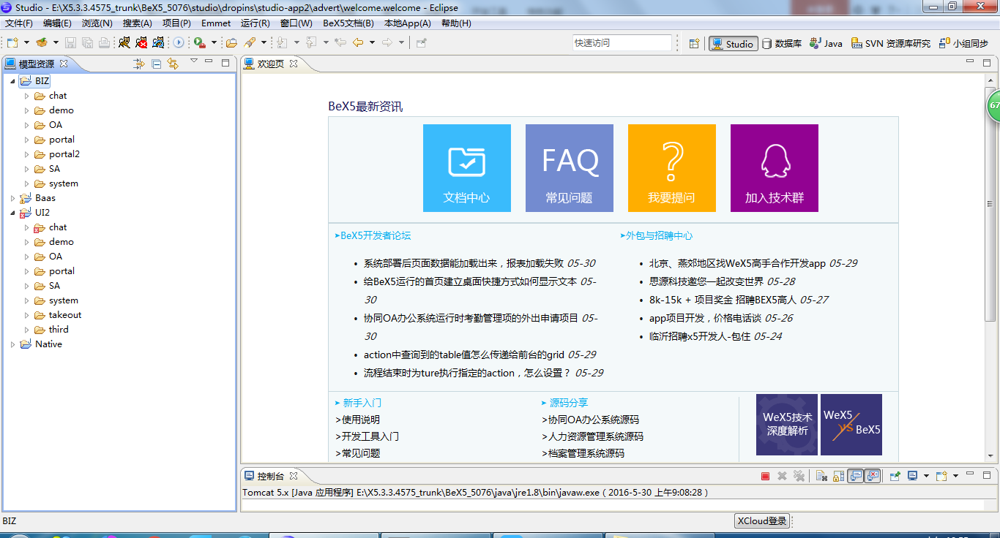 Studio - E:\X5.3.3.4575_trunk\BeX5_5076\studio\dropins\studio-app2\advert\welcome.welcome - Eclipse
文件(F) 编辑(E) 浏览(N) 搜索(A) 项目(P) Emmet 运行(R) 窗口(W) BeX5文档(B) 本地App(A) 帮助(H)
快速访问 Studio 数据库 Java SVN 资源库研究 小组同步
模型资源
BIZ
chat
demo
OA
portal
portal2
SA
system
Baas
UI2
chat
demo
OA
portal
SA
system
takeout
third
Native
欢迎页
BeX5最新资讯
FAQ
文档中心 常见问题 我要提问 加入技术群
67
➤BeX5开发者论坛
• 系统部署后页面数据能加载出来，报表加载失败 05-30
• 给BeX5运行的首页建立桌面快捷方式如何显示文本 05-
30
• 协同OA办公系统运行时考勤管理项的外出申请项目 05-
30
• action中查询到的table值怎么传递给前台的grid 05-29
• 流程结束时为ture执行指定的action，怎么设置？ 05-29
➤外包与招聘中心
• 北京、燕郊地区找WeX5高手合作开发app 05-29
• 思源科技邀您一起改变世界 05-28
• 8k-15k + 项目奖金 招聘BEX5高人 05-27
• app项目开发，价格电话谈 05-26
• 临沂招聘x5开发人-包住 05-24
➤ 新手入门
>使用说明
>开发工具入门
>常见问题
➤ 源码分享
>协同OA办公系统源码
>人力资源管理系统源码
>档案管理系统源码
WeX5技术
深度解析
WeX5
VS
BeX5
控制台
Tomcat 5.x [Java 应用程序] E:\X5.3.3.4575_trunk\BeX5_5076\java\jre1.8\bin\javaw.exe（2016-5-30 上午9:08:28）
BIZ
XCloud登录